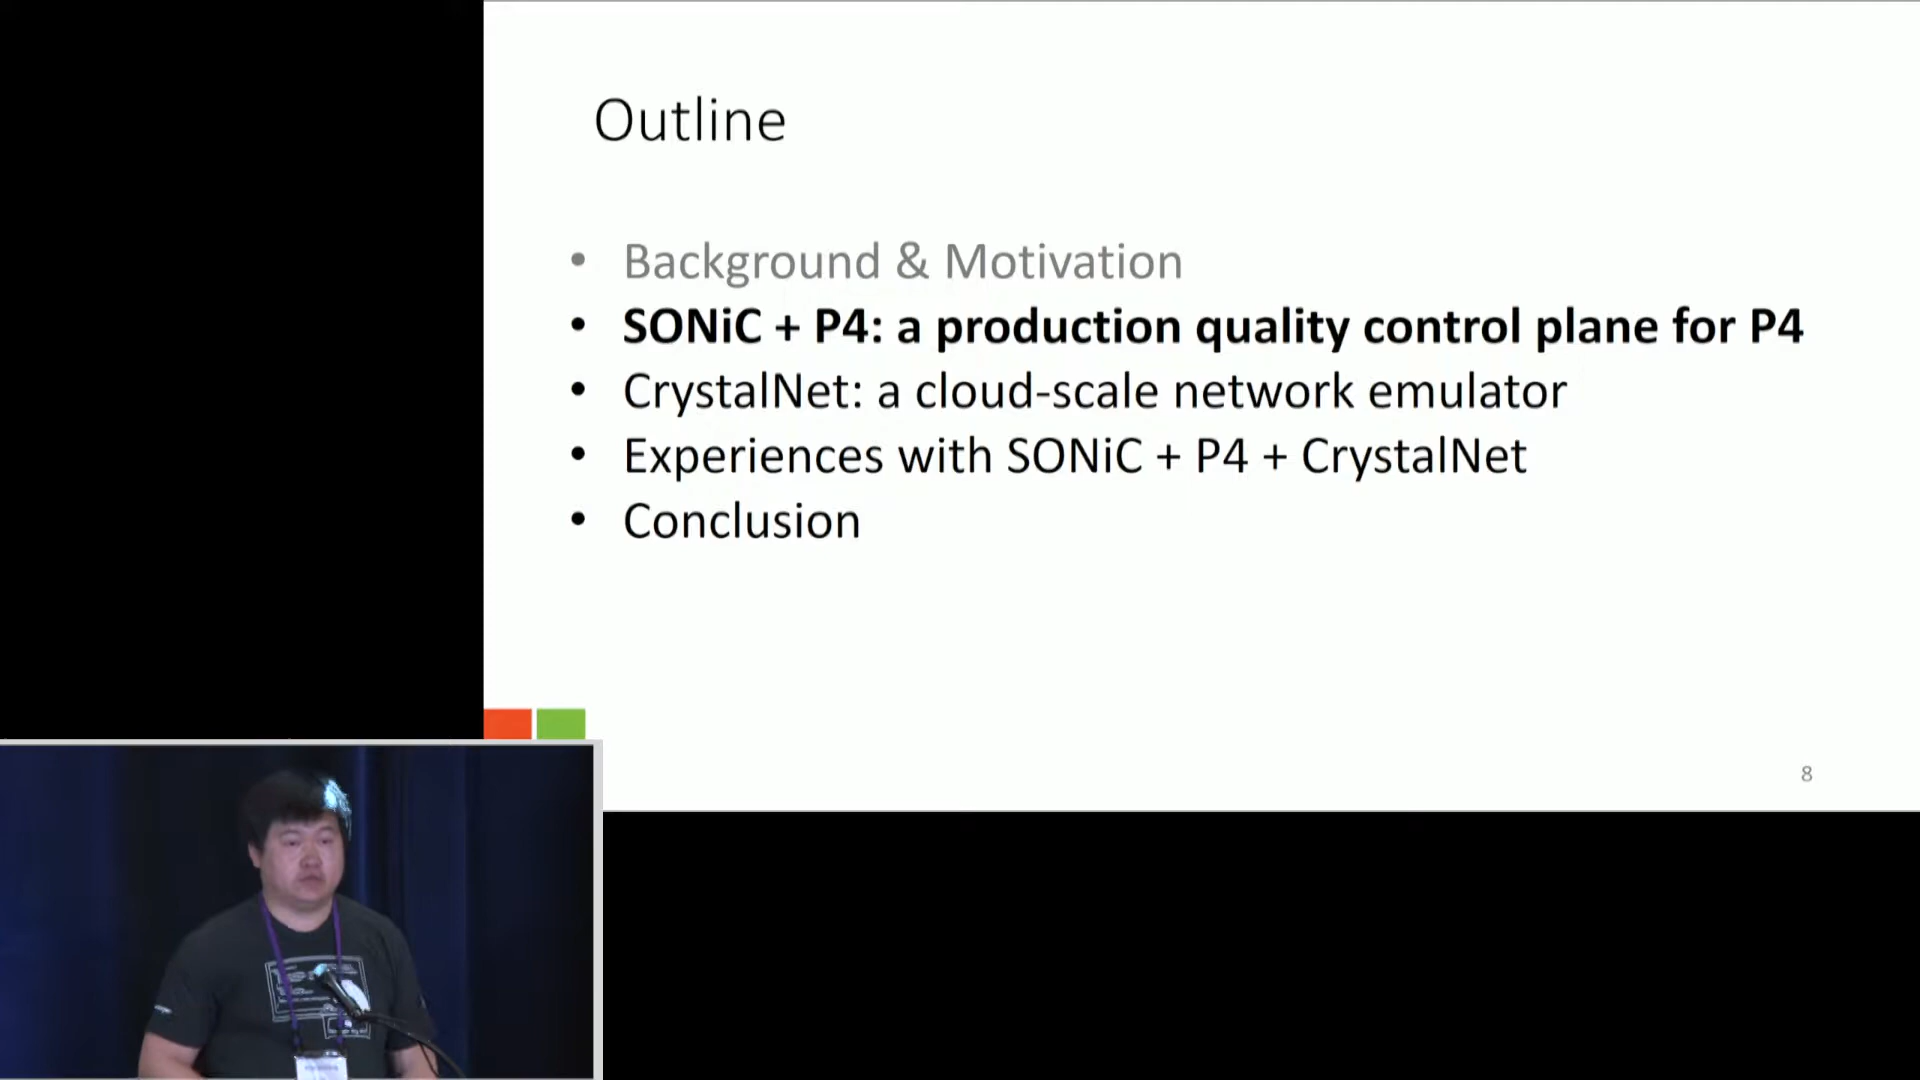 Outline
• Background & Motivation
• SONiC + P4: a production quality control plane for P4
• CrystalNet: a cloud-scale network emulator
• Experiences with SONiC + P4 + CrystalNet
• Conclusion
8